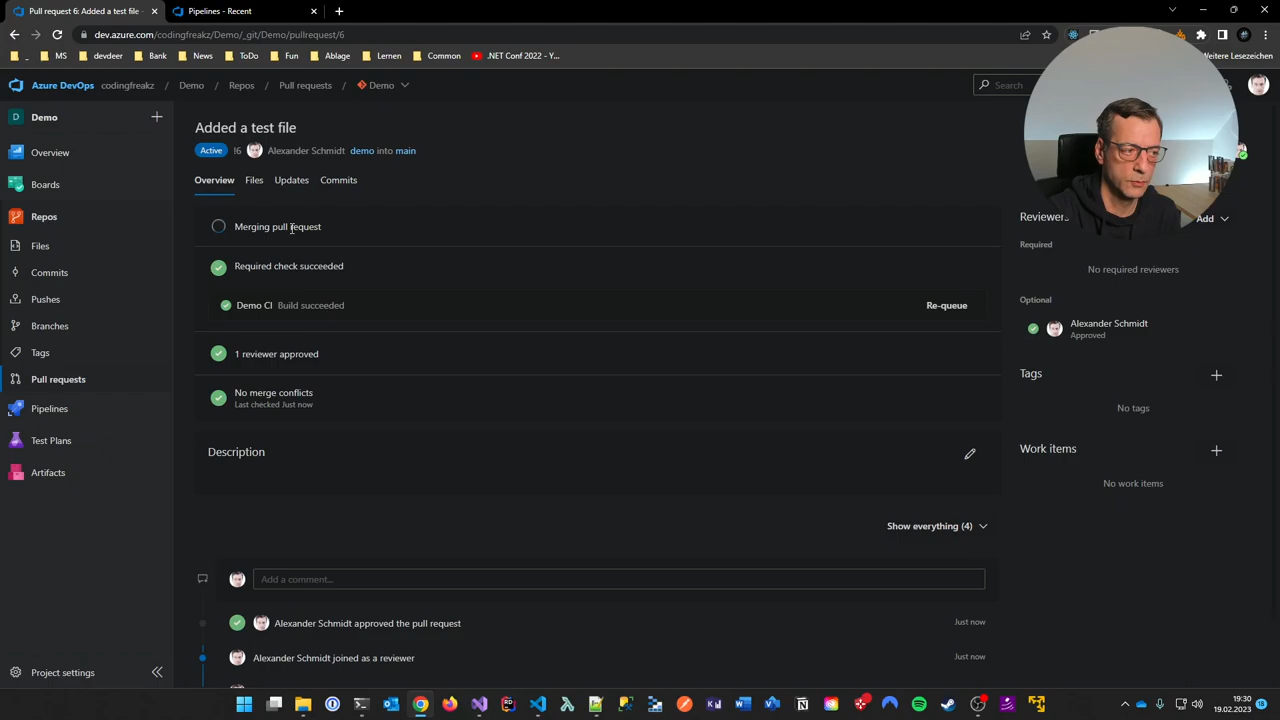 Pull request 6: Added a test file -
Pipelines - Recent
dev.azure.com/codingfreakz/Demo/_git/Demo/pullrequest/6
MS
devdeer
Bank
News
ToDo
Fun
Ablage
Lernen
Common
.NET Conf 2022 - Y...
Weitere Lesezeichen
Azure DevOps
codingfreakz / Demo / Repos / Pull requests / Demo
Search
D
Demo
Overview
Boards
Repos
Files
Commits
Pushes
Branches
Tags
Pull requests
Pipelines
Test Plans
Artifacts
Project settings
Added a test file
Active
Alexander Schmidt demo into main
Overview
Files
Updates
Commits
Merging pull request
Required check succeeded
Demo CI Build succeeded
Re-queue
1 reviewer approved
No merge conflicts
Last checked Just now
Description
Show everything (4)
Add a comment...
Alexander Schmidt approved the pull request
Just now
Alexander Schmidt joined as a reviewer
Just now
Reviewers
Add
Required
No required reviewers
Optional
Alexander Schmidt
Approved
Tags
No tags
Work items
No work items
19:30
19.02.2023